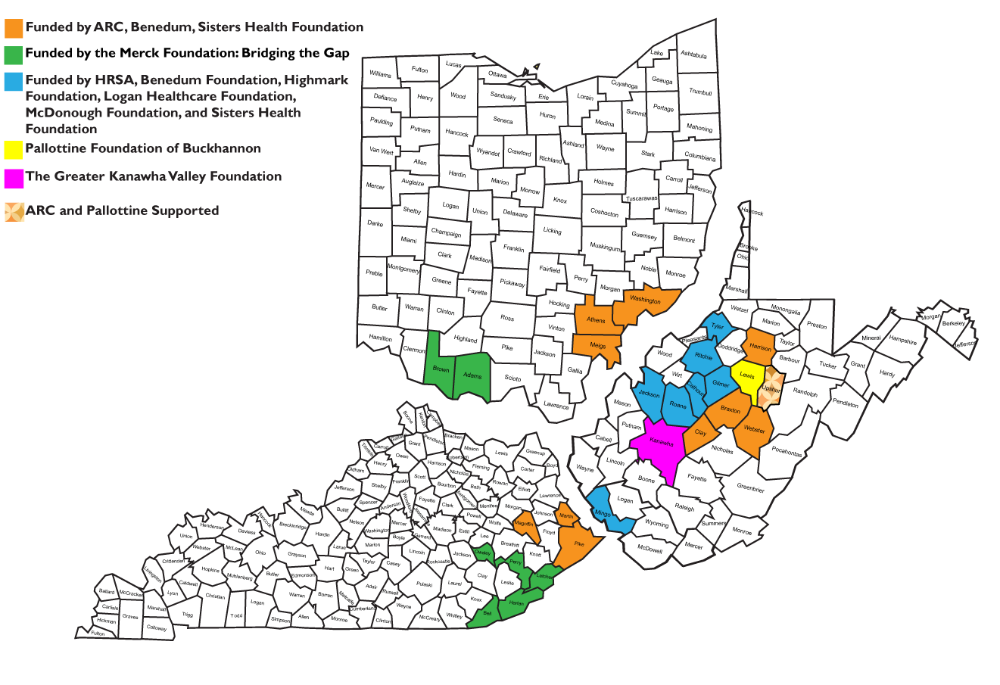 Funded by ARC, Benedum, Sisters Health Foundation
Funded by the Merck Foundation: Bridging the Gap
Funded by HRSA, Benedum Foundation, Highmark
Foundation, Logan Healthcare Foundation,
McDonough Foundation, and Sisters Health
Foundation
Pallottine Foundation of Buckhannon
The Greater Kanawha Valley Foundation
ARC and Pallottine Supported
Williams
Fulton
Lucas
Ottawa
Lake
Ashtabula
Geauga
Cuyahoga
Trumbull
Defiance
Henry
Wood
Sandusky
Erie
Lorain
Medina
Summit
Portage
Mahoning
Paulding
Putnam
Hancock
Seneca
Huron
Ashland
Wayne
Stark
Columbiana
Van Wert
Allen
Wyandot
Crawford
Richland
Mercer
Auglaize
Hardin
Marion
Morrow
Knox
Holmes
Tuscarawas
Carroll
Jefferson
Harrison
Shelby
Logan
Union
Delaware
Coshocton
Darke
Miami
Champaign
Licking
Guernsey
Belmont
Clark
Madison
Franklin
Muskingum
Preble
Montgomery
Greene
Fayette
Pickaway
Fairfield
Perry
Morgan
Noble
Monroe
Washington
Butler
Warren
Clinton
Ross
Hocking
Athens
Vinton
Meigs
Hamilton
Clermont
Highland
Pike
Jackson
Gallia
Brown
Adams
Scioto
Lawrence
Hancock
Brooke
Ohio
Marshall
Wetzel
Monongalia
Marion
Preston
Tyler
Pleasants
Doddridge
Harrison
Taylor
Barbour
Mineral
Hampshire
Morgan
Berkeley
Jefferson
Grant
Hardy
Tucker
Wood
Ritchie
Wirt
Calhoun
Gilmer
Lewis
Upshur
Randolph
Pendleton
Mason
Jackson
Roane
Braxton
Webster
Clay
Putnam
Kanawha
Nicholas
Pocahontas
Cabell
Wayne
Lincoln
Boone
Fayette
Greenbrier
Logan
Raleigh
Mingo
Wyoming
Summers
Monroe
McDowell
Mercer
Boone
Kenton
Campbell
Gallatin
Carroll
Trimble
Grant
Pendleton
Bracken
Owen
Mason
Robertson
Lewis
Greenup
Boyd
Carter
Fleming
Henry
Oldham
Harrison
Nicholas
Scott
Franklin
Shelby
Jefferson
Bourbon
Bath
Rowan
Elliott
Lawrence
Spencer
Anderson
Woodford
Fayette
Clark
Montgomery
Menifee
Morgan
Johnson
Martin
Bullitt
Meade
Nelson
Hardin
Breckinridge
Hancock
Daviess
Henderson
Union
Webster
McLean
Ohio
Grayson
Larue
Washington
Mercer
Jessamine
Garrard
Boyle
Marion
Madison
Estill
Powell
Wolfe
Lee
Magoffin
Floyd
Pike
Breathitt
Knott
Owsley
Perry
Letcher
Jackson
Rockcastle
Lincoln
Casey
Taylor
Green
Hart
Edmonson
Butler
Muhlenberg
Hopkins
Crittenden
Livingston
Caldwell
Lyon
Christian
Todd
Logan
Warren
Barren
Metcalfe
Adair
Russell
Pulaski
Laurel
Clay
Leslie
Harlan
Bell
Knox
Whitley
McCreary
Wayne
Clinton
Cumberland
Monroe
Allen
Simpson
Trigg
Marshall
Calloway
Graves
McCracken
Ballard
Carlisle
Hickman
Fulton